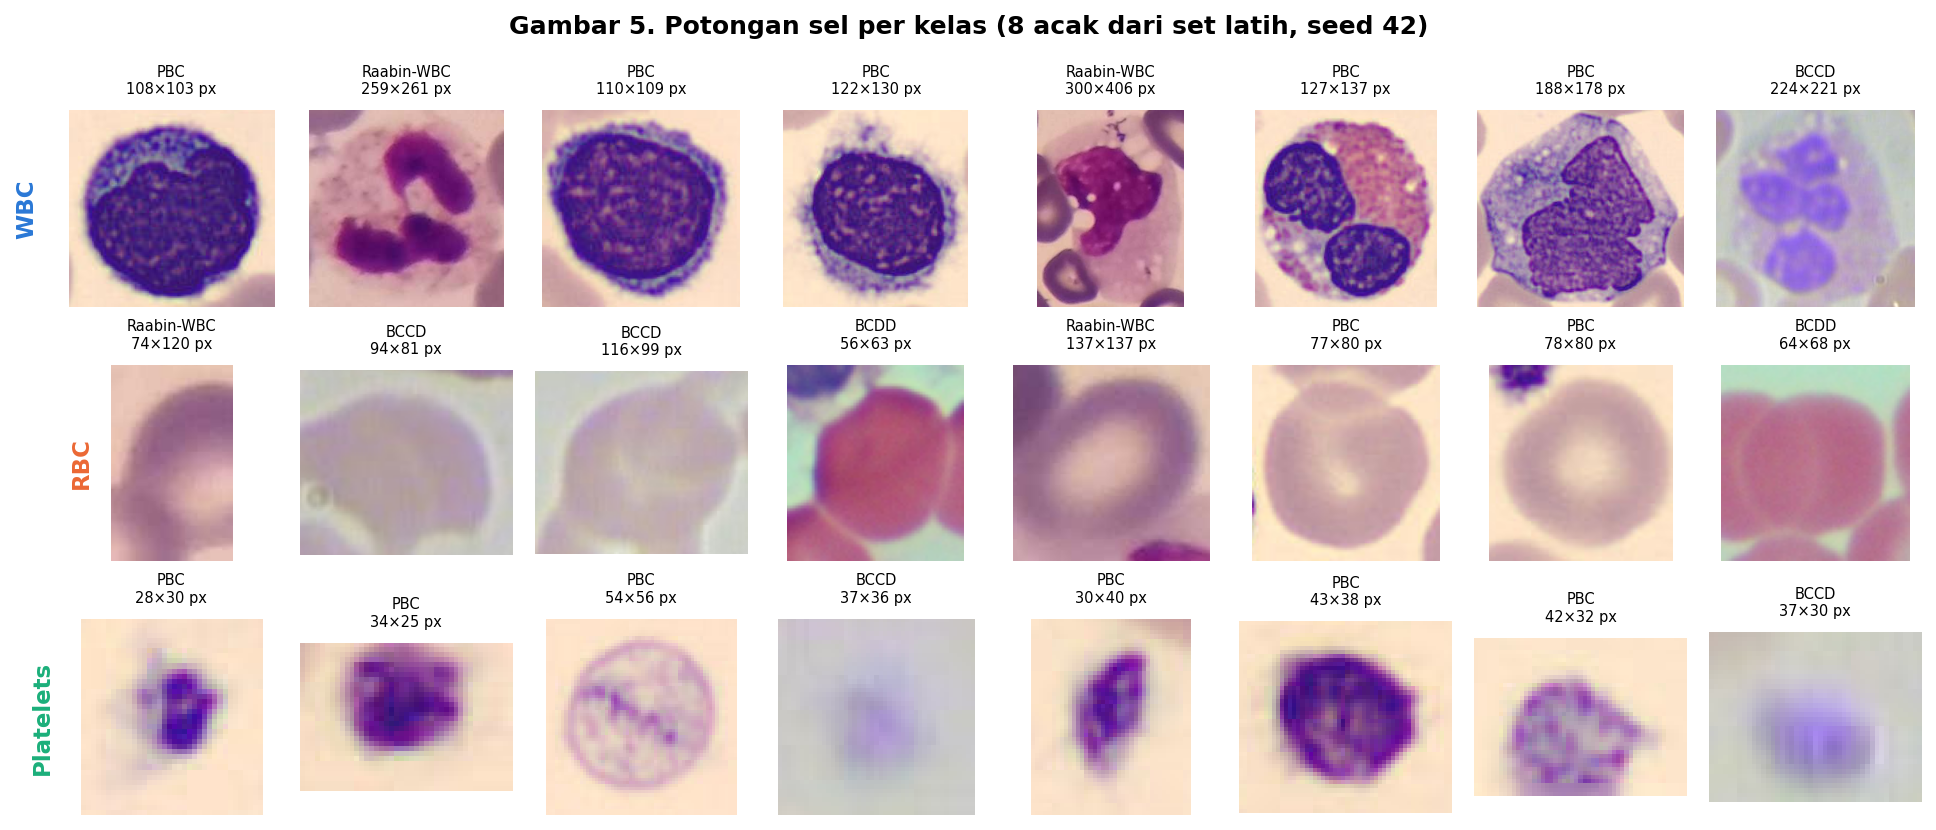 Gambar 5. Potongan sel per kelas (8 acak dari set latih, seed 42)
PBC
108×103 px
Raabin-WBC
259×261 px
PBC
110×109 px
PBC
122×130 px
Raabin-WBC
300×406 px
PBC
127×137 px
PBC
188×178 px
BCCD
224×221 px
WBC
Raabin-WBC
74×120 px
BCCD
94×81 px
BCCD
116×99 px
BCDD
56×63 px
Raabin-WBC
137×137 px
PBC
77×80 px
PBC
78×80 px
BCDD
64×68 px
RBC
PBC
28×30 px
PBC
34×25 px
PBC
54×56 px
BCCD
37×36 px
PBC
30×40 px
PBC
43×38 px
PBC
42×32 px
BCCD
37×30 px
Platelets